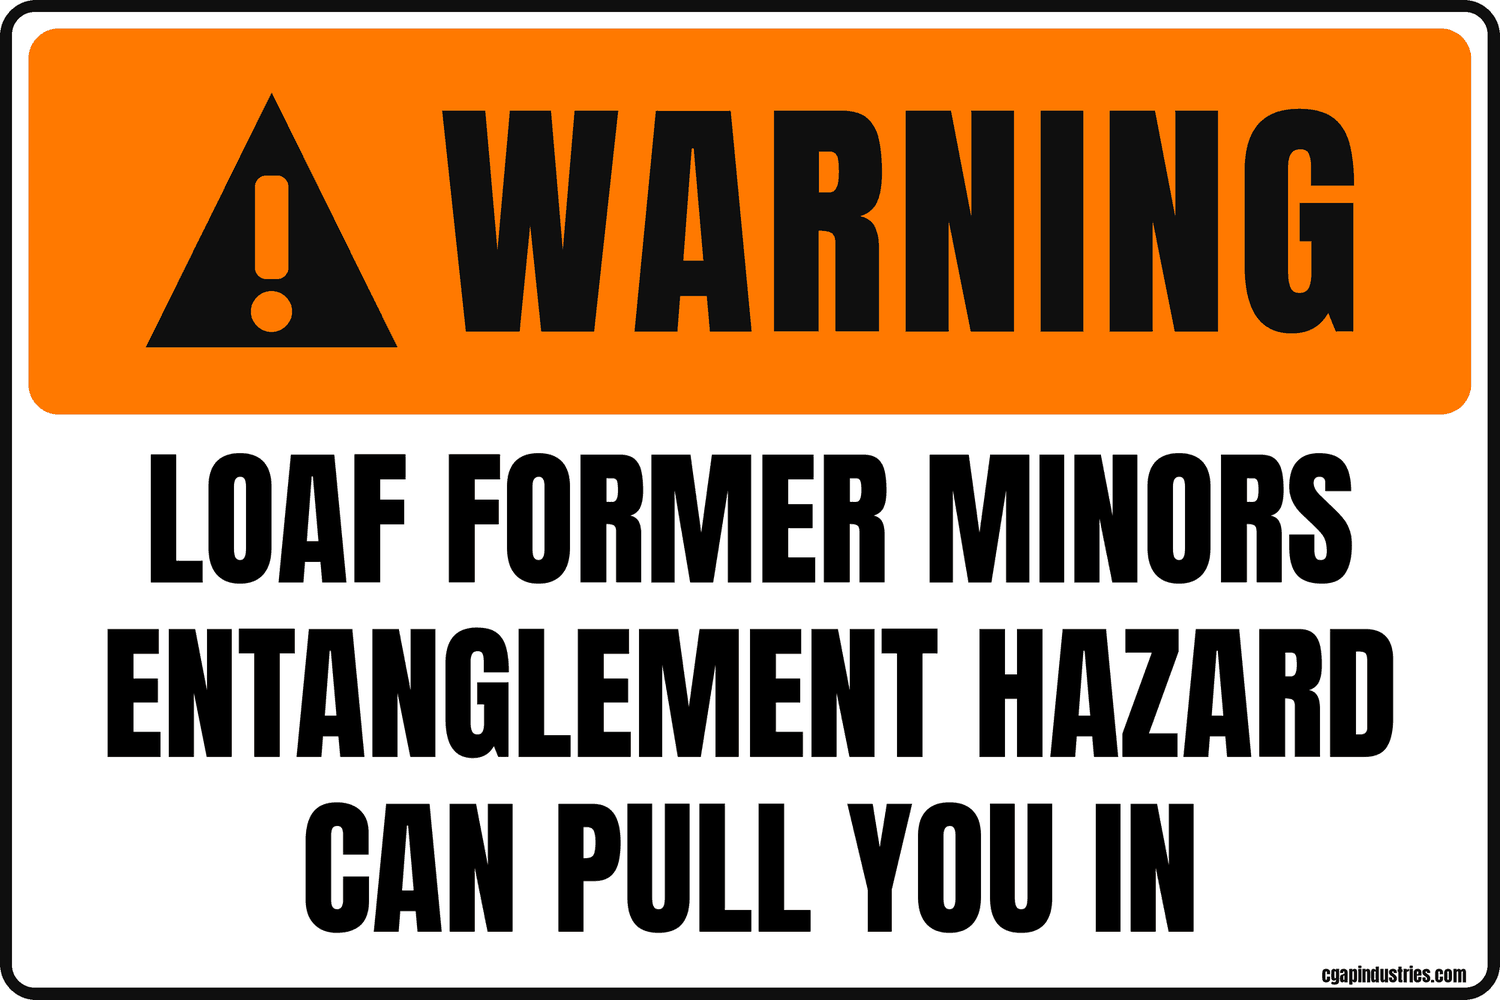 WARNING
LOAF FORMER MINORS
ENTANGLEMENT HAZARD
CAN PULL YOU IN
cgapindustries.com